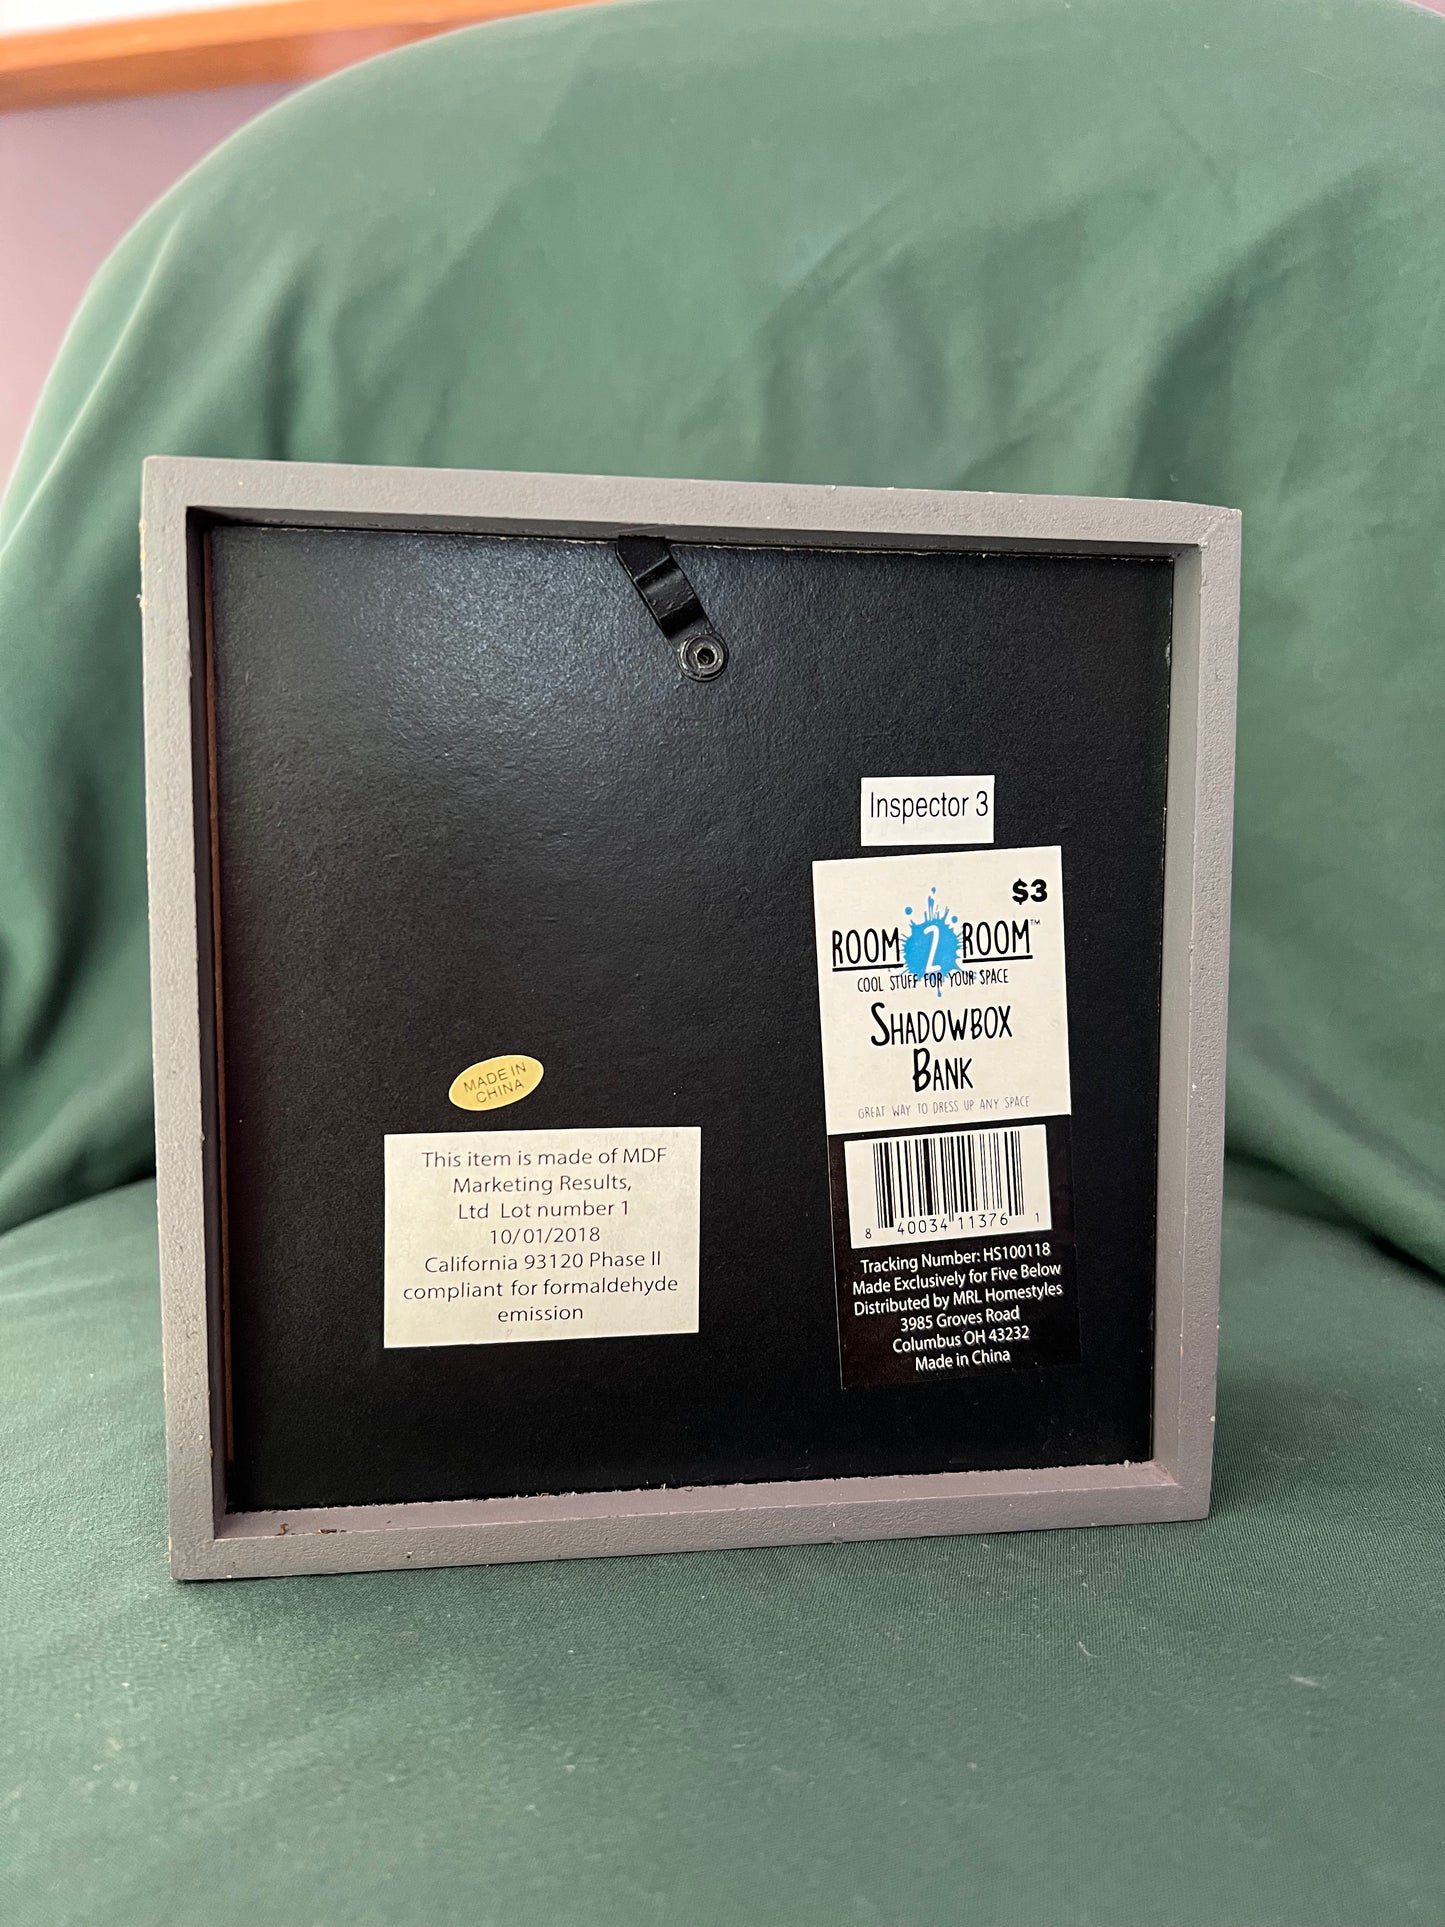 Inspector 3
$3
ROOM 2 ROOM™
COOL STUFF FOR YOUR SPACE
SHADOWBOX
BANK
GREAT WAY TO DRESS UP ANY SPACE
8 40034 11376 1
Tracking Number: HS100118
Made Exclusively for Five Below
Distributed by MRL Homestyles
3985 Groves Road
Columbus OH 43232
Made in China
MADE IN
CHINA
This item is made of MDF
Marketing Results,
Ltd Lot number 1
10/01/2018
California 93120 Phase II
compliant for formaldehyde
emission